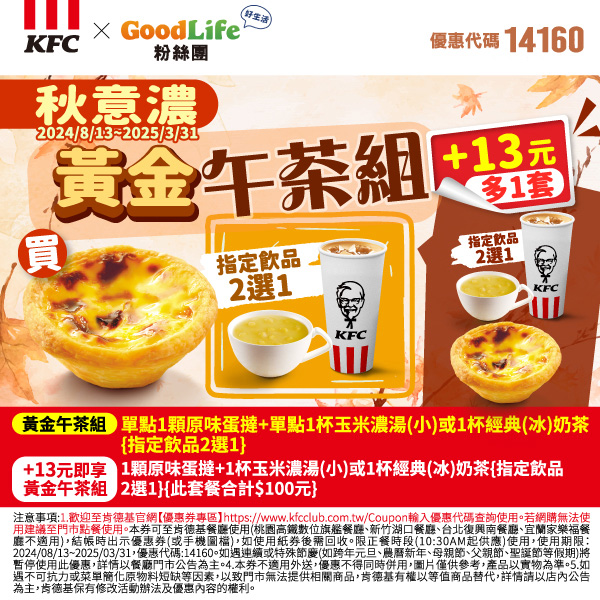 KFC × GoodLife 好生活 粉絲團
優惠代碼 14160
秋意濃
2024/8/13~2025/3/31
黃金午茶組
+13元
多1套
買
指定飲品
2選1
KFC
指定飲品
2選1
KFC
黃金午茶組 單點1顆原味蛋撻+單點1杯玉米濃湯(小)或1杯經典(冰)奶茶
{指定飲品2選1}
+13元即享
黃金午茶組
1顆原味蛋撻+1杯玉米濃湯(小)或1杯經典(冰)奶茶{指定飲品
2選1}{此套餐合計$100元}
注意事項:1.歡迎至肯德基官網【優惠券專區】https://www.kfcclub.com.tw/Coupon輸入優惠代碼查詢使用。若網購無法使
用建議至門市點餐使用。本券可至肯德基餐廳使用(桃園高鐵數位旗艦餐廳、新竹湖口餐廳、台北復興南餐廳、宜蘭家樂福餐
廳不適用)，結帳時出示優惠券(或手機圖檔)，如使用紙券後需回收。限正餐時段(10:30AM起供應)使用，使用期限：
2024/08/13~2025/03/31，優惠代碼:14160。如遇連續或特殊節慶(如跨年元旦、農曆新年、母親節、父親節、聖誕節等假期)將
暫停使用此優惠，詳情以餐廳門市公告為主。4.本券不適用外送，優惠不得同時併用，圖片僅供參考，產品以實物為準。5.如
遇不可抗力或菜單簡化原物料短缺等因素，以致門市無法提供相關商品，肯德基有權以等值商品替代，詳情請以店內公告
為主，肯德基保有修改活動辦法及優惠內容的權利。